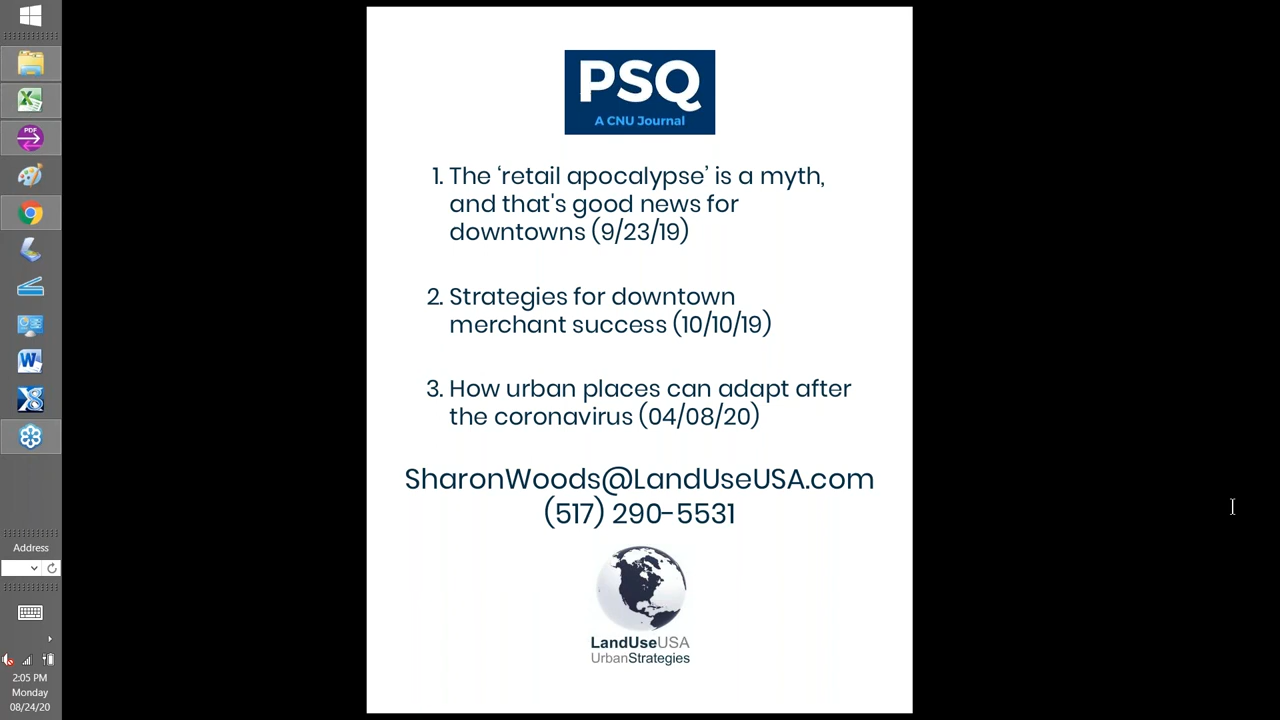 PSQ
A CNU Journal
1. The ‘retail apocalypse’ is a myth,
and that's good news for
downtowns (9/23/19)
2. Strategies for downtown
merchant success (10/10/19)
3. How urban places can adapt after
the coronavirus (04/08/20)
SharonWoods@LandUseUSA.com
(517) 290-5531
LandUseUSA
UrbanStrategies
PDF
Address
2:05 PM
Monday
08/24/20